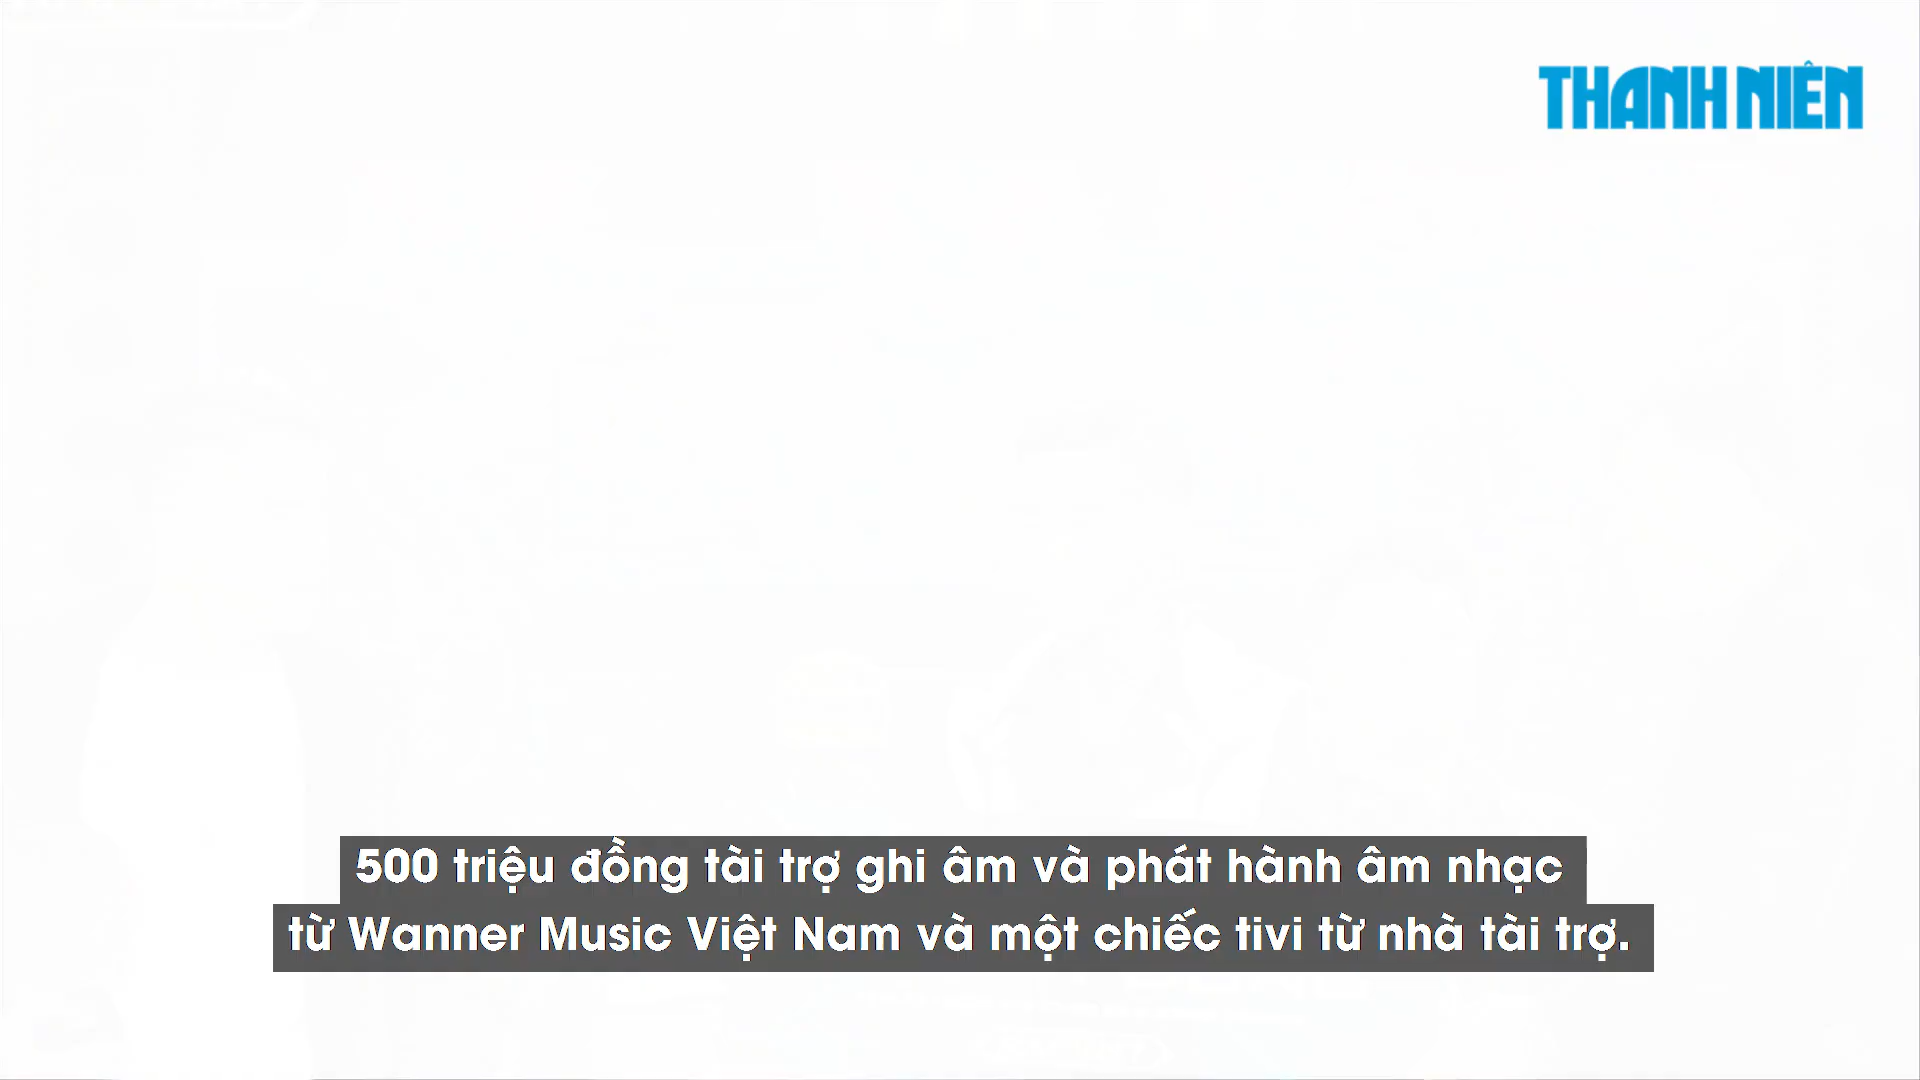 THANH NIÊN
500 triệu đồng tài trợ ghi âm và phát hành âm nhạc
từ Wanner Music Việt Nam và một chiếc tivi từ nhà tài trợ.